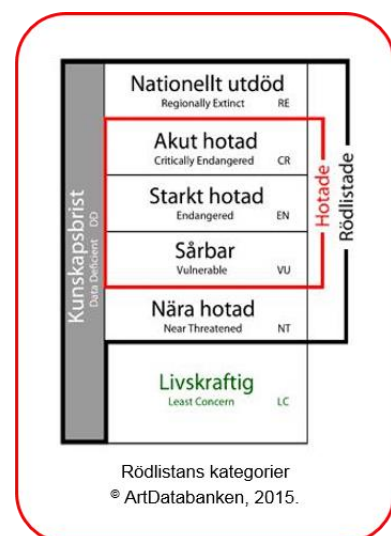 Nationellt utdöd
Regionally Extinct RE
Akut hotad
Critically Endangered CR
Starkt hotad
Endangered EN
Sårbar
Vulnerable VU
Nära hotad
Near Threatened NT
Livskraftig
Least Concern LC
Kunskapsbrist
Data Deficient DD
Hotade
Rödlistade
Rödlistans kategorier
© ArtDatabanken, 2015.